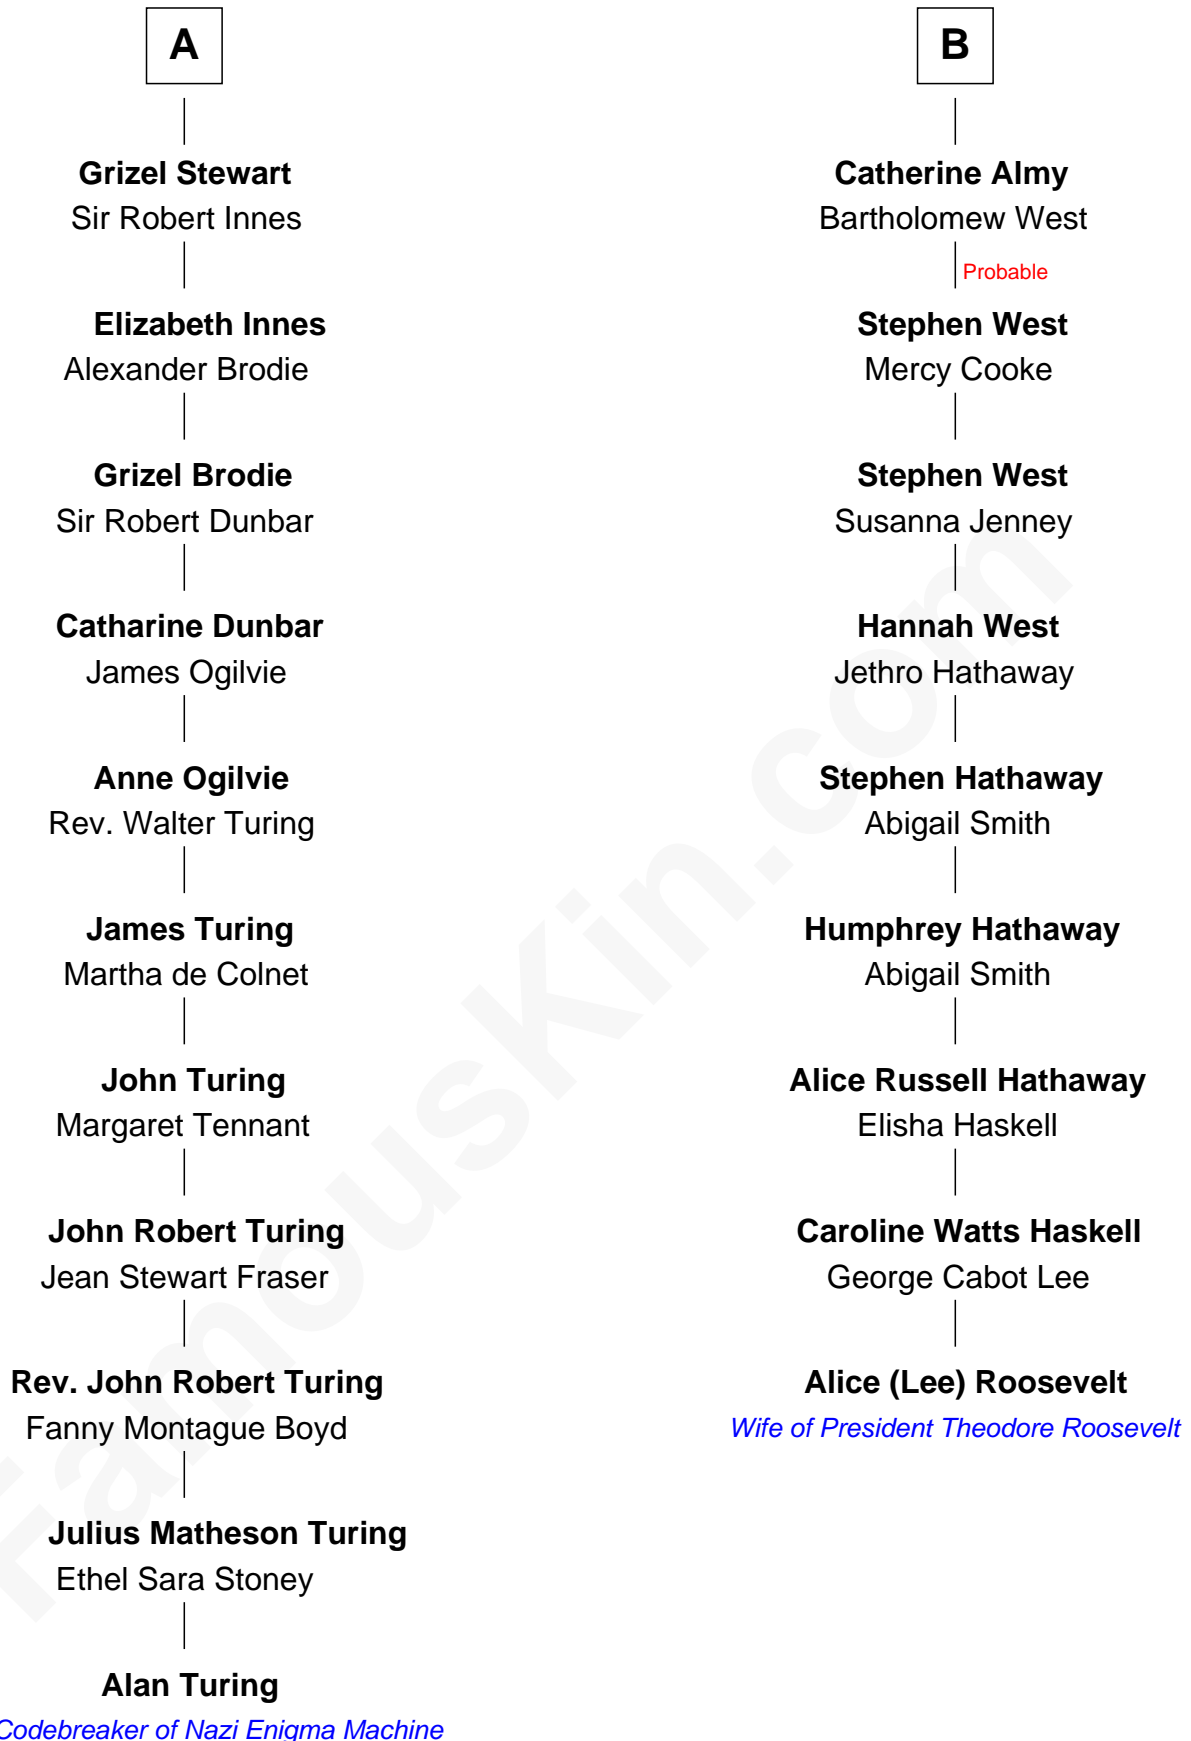 A
Grizel Stewart
Sir Robert Innes
Elizabeth Innes
Alexander Brodie
Grizel Brodie
Sir Robert Dunbar
Catharine Dunbar
James Ogilvie
Anne Ogilvie
Rev. Walter Turing
James Turing
Martha de Colnet
John Turing
Margaret Tennant
John Robert Turing
Jean Stewart Fraser
Rev. John Robert Turing
Fanny Montague Boyd
Julius Matheson Turing
Ethel Sara Stoney
Alan Turing
Codebreaker of Nazi Enigma Machine
B
Catherine Almy
Bartholomew West
Probable
Stephen West
Mercy Cooke
Stephen West
Susanna Jenney
Hannah West
Jethro Hathaway
Stephen Hathaway
Abigail Smith
Humphrey Hathaway
Abigail Smith
Alice Russell Hathaway
Elisha Haskell
Caroline Watts Haskell
George Cabot Lee
Alice (Lee) Roosevelt
Wife of President Theodore Roosevelt
FamousKin.com